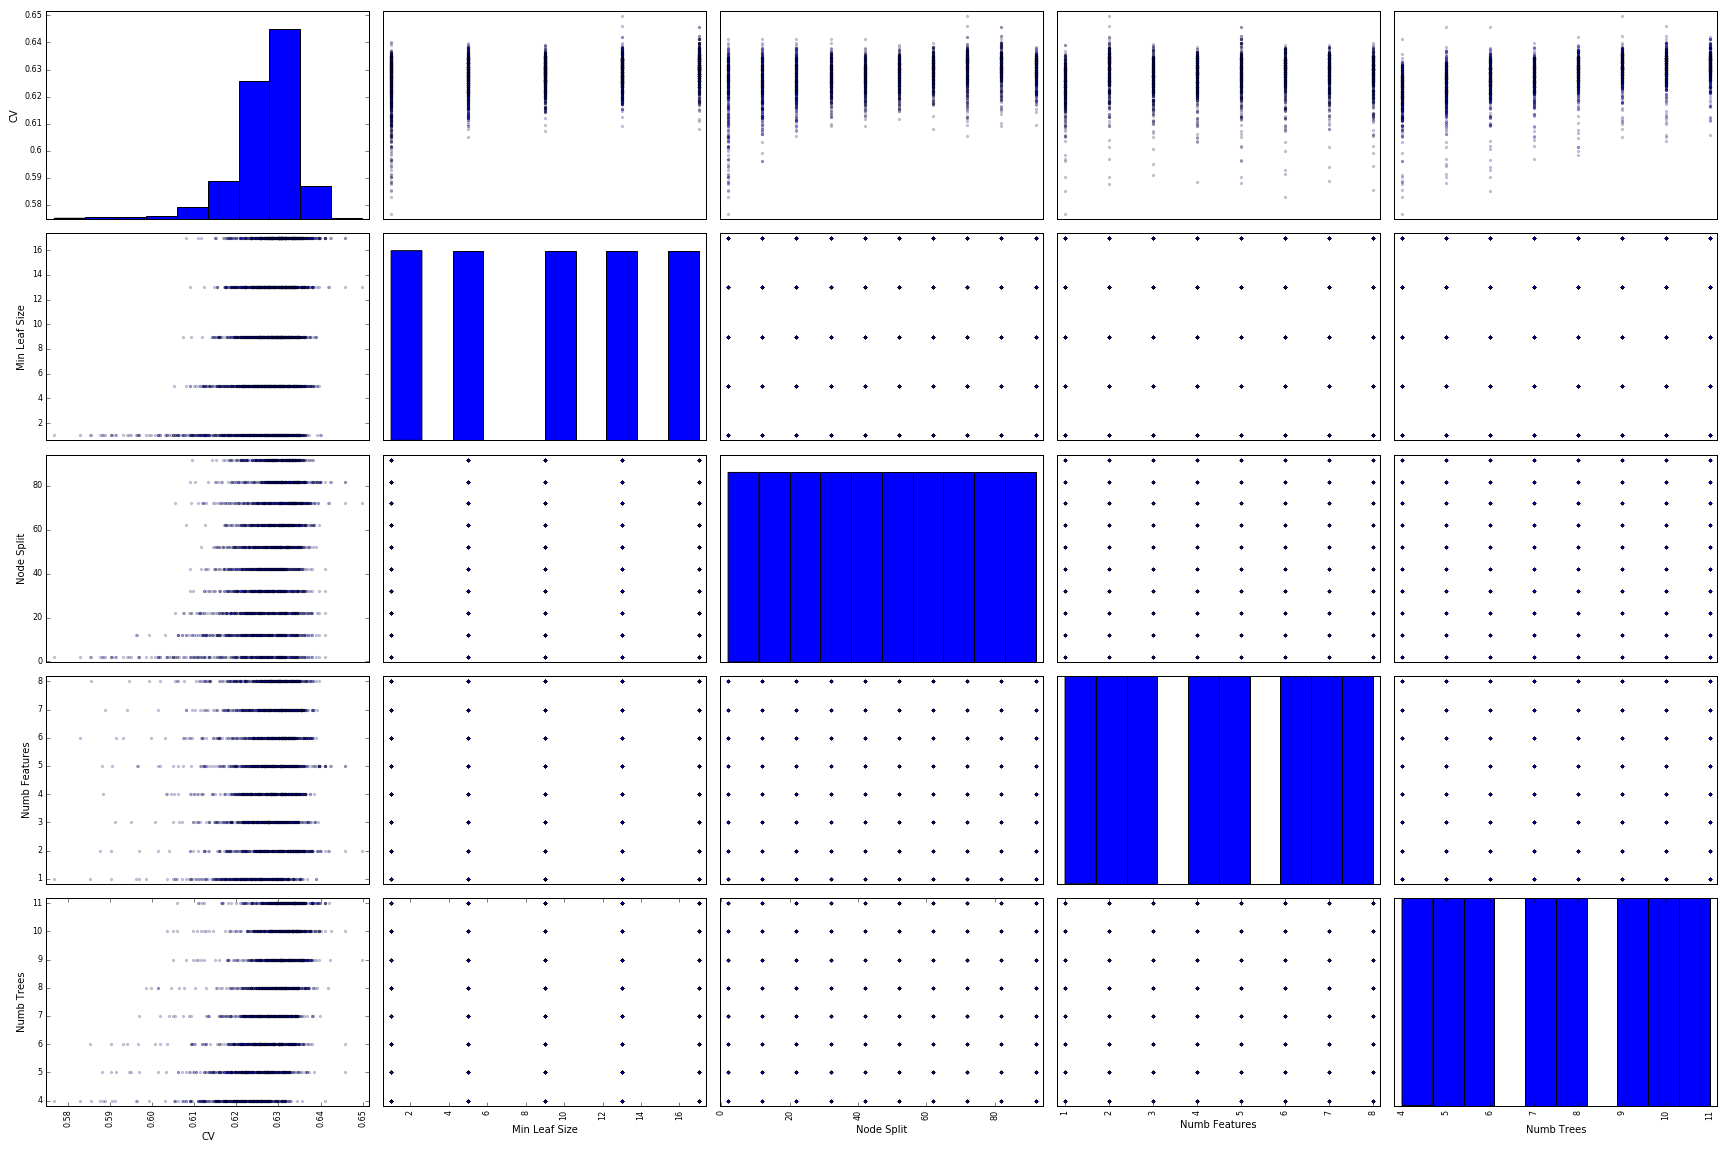 0.65
0.64
0.63
0.62
0.61
0.6
0.59
0.58
CV
16
14
12
10
8
6
4
2
Min Leaf Size
80
60
40
20
0
Node Split
8
7
6
5
4
3
2
1
Numb Features
11
10
9
8
7
6
5
4
Numb Trees
0.58 0.59 0.60 0.61 0.62 0.63 0.64 0.65
CV
2 4 6 8 10 12 14 16
Min Leaf Size
0 20 40 60 80
Node Split
1 2 3 4 5 6 7 8
Numb Features
4 5 6 7 8 9 10 11
Numb Trees